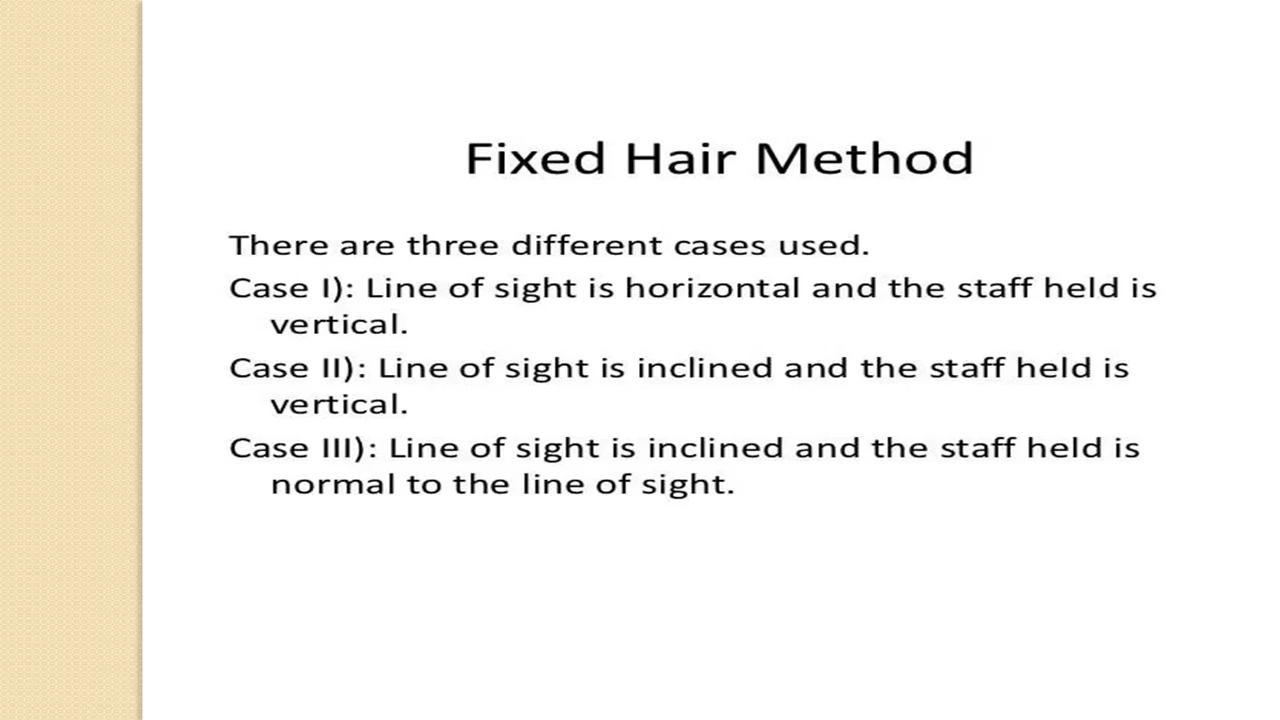 Fixed Hair Method
There are three different cases used.
Case I): Line of sight is horizontal and the staff held is
vertical.
Case II): Line of sight is inclined and the staff held is
vertical.
Case III): Line of sight is inclined and the staff held is
normal to the line of sight.